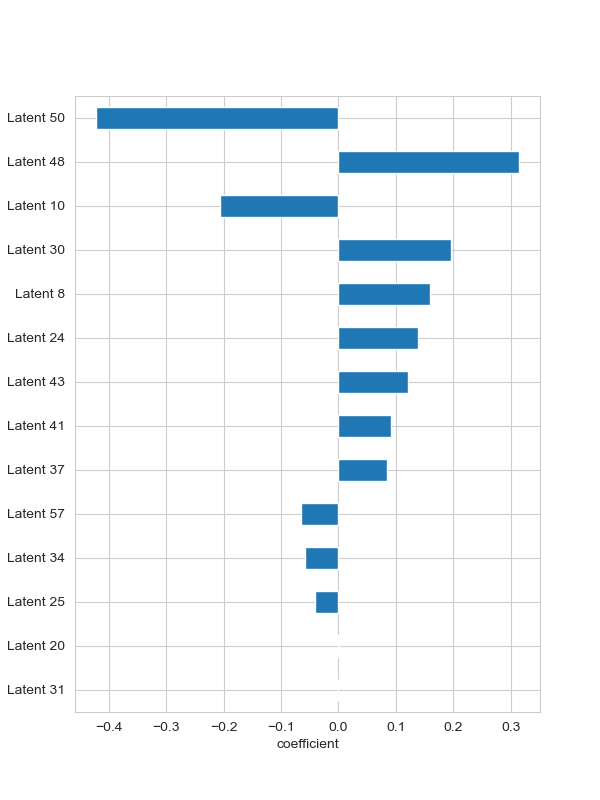 Latent 50
Latent 48
Latent 10
Latent 30
Latent 8
Latent 24
Latent 43
Latent 41
Latent 37
Latent 57
Latent 34
Latent 25
Latent 20
Latent 31
−0.4 −0.3 −0.2 −0.1 0.0 0.1 0.2 0.3
coefficient